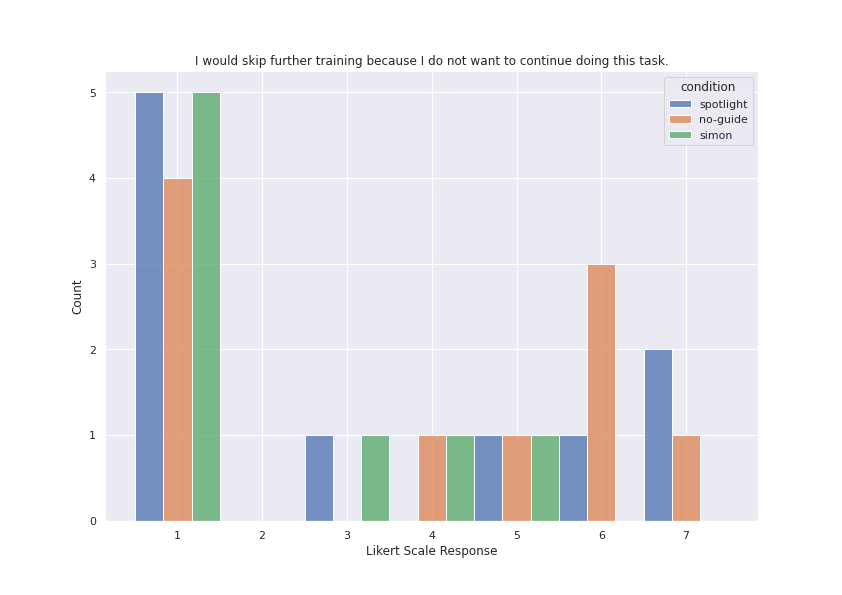 I would skip further training because I do not want to continue doing this task.
condition
spotlight
no-guide
simon
5
4
3
2
1
0
Count
1 2 3 4 5 6 7
Likert Scale Response